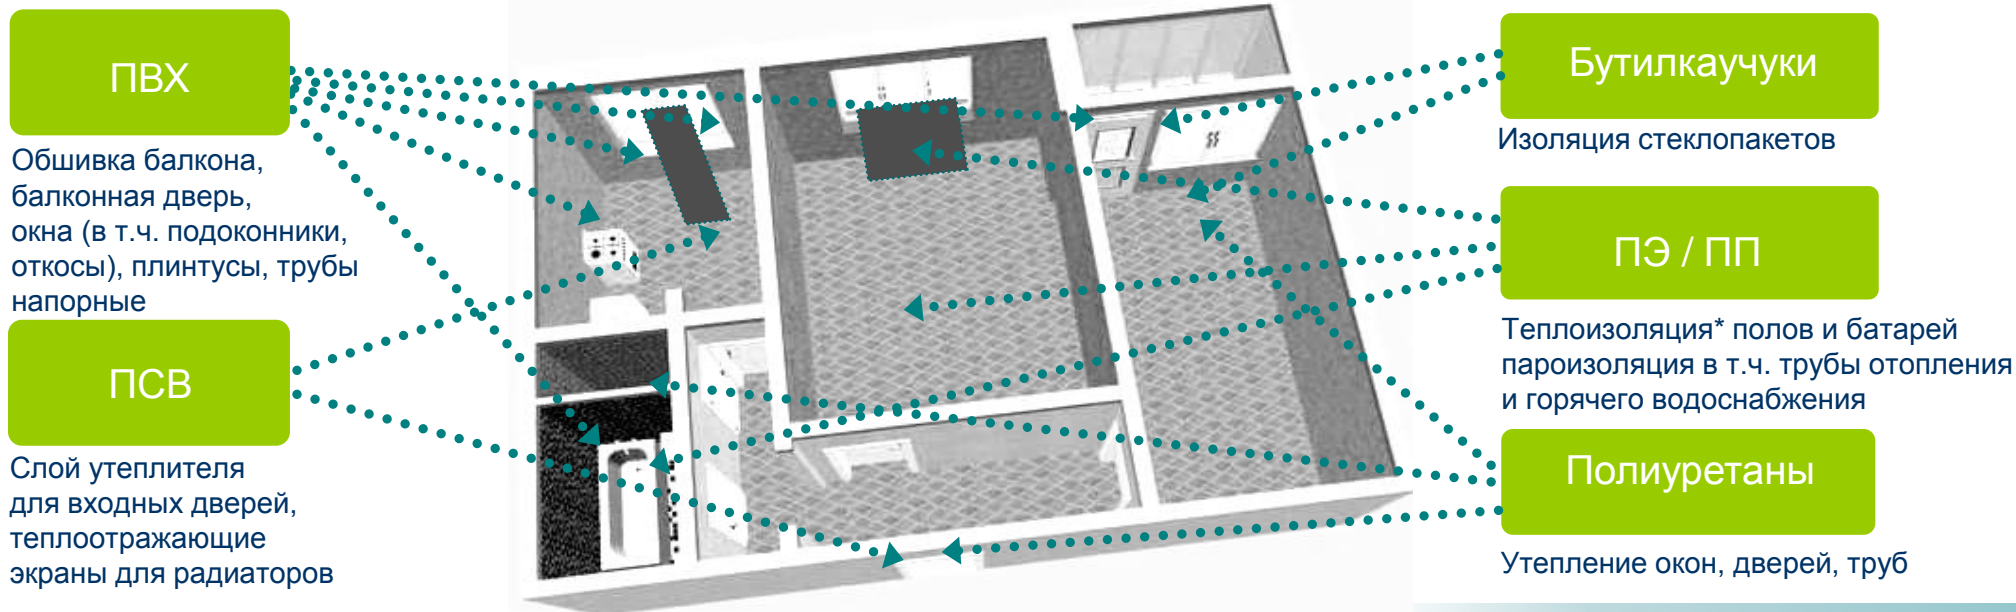 ПВХ
Обшивка балкона,
балконная дверь,
окна (в т.ч. подоконники,
откосы), плинтусы, трубы
напорные
ПСВ
Слой утеплителя
для входных дверей,
теплоотражающие
экраны для радиаторов
Бутилкаучуки
Изоляция стеклопакетов
ПЭ / ПП
Теплоизоляция* полов и батарей
пароизоляция в т.ч. трубы отопления
и горячего водоснабжения
Полиуретаны
Утепление окон, дверей, труб